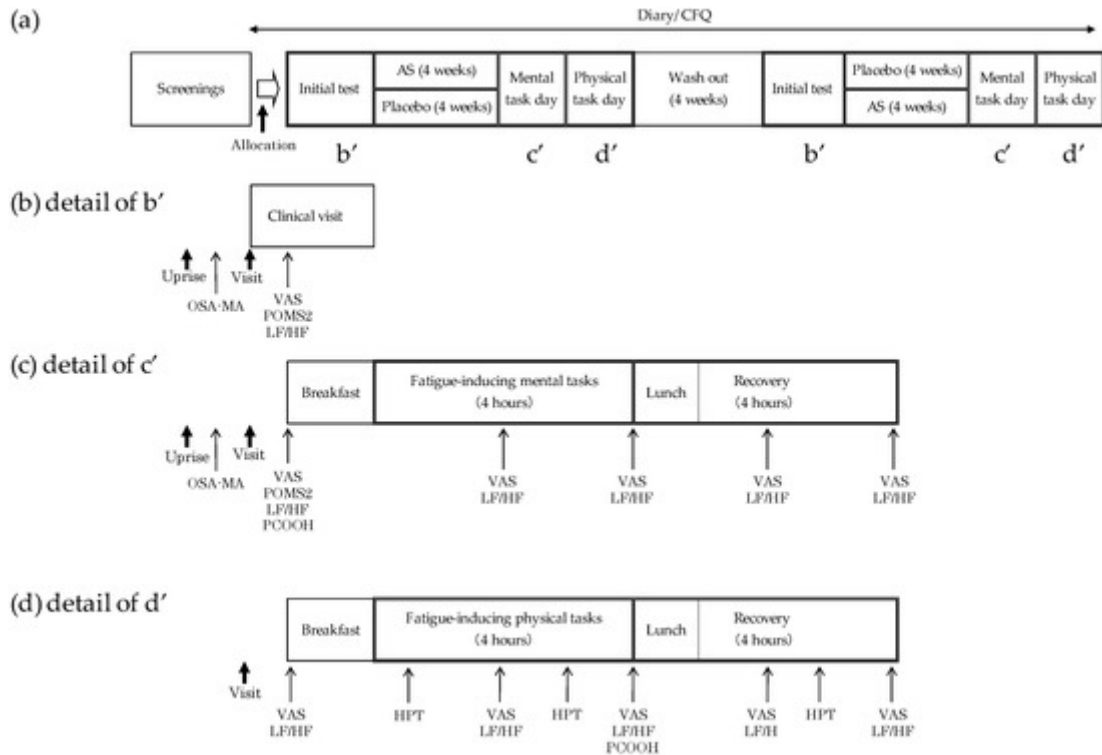 (a)
Diary/CFQ
Screenings
Allocation
Initial test
AS (4 weeks)
Placebo (4 weeks)
Mental
task day
Physical
task day
Wash out
(4 weeks)
Initial test
Placebo (4 weeks)
AS (4 weeks)
Mental
task day
Physical
task day
b′
c′
d′
b′
c′
d′
(b) detail of b′
Clinical visit
Uprise
OSA-MA
Visit
VAS
POMS2
LF/HF
(c) detail of c′
Breakfast
Fatigue-inducing mental tasks
(4 hours)
Lunch
Recovery
(4 hours)
Uprise
OSA-MA
Visit
VAS
POMS2
LF/HF
PCOOH
VAS
LF/HF
VAS
LF/HF
VAS
LF/HF
VAS
LF/HF
(d) detail of d′
Breakfast
Fatigue-inducing physical tasks
(4 hours)
Lunch
Recovery
(4 hours)
Visit
VAS
LF/HF
HPT
VAS
LF/HF
HPT
VAS
LF/HF
PCOOH
VAS
LF/H
HPT
VAS
LF/HF